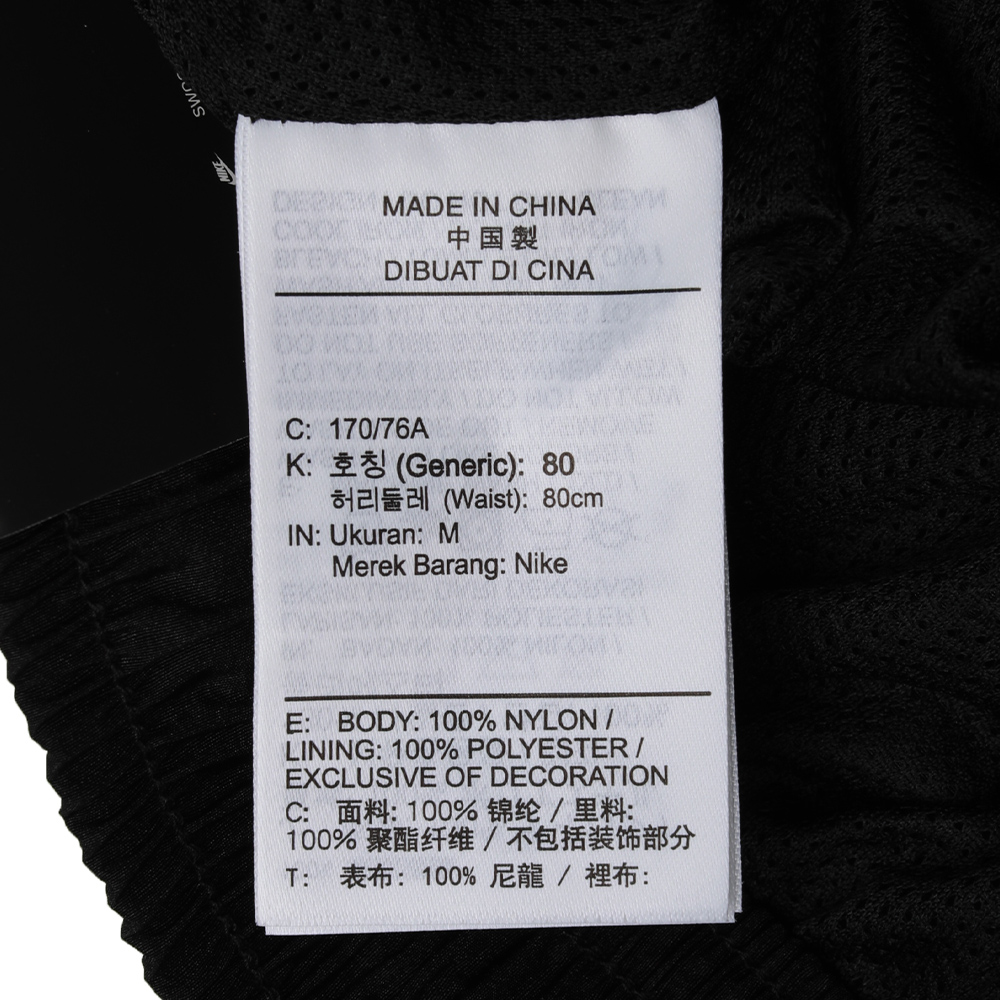 SWOO
NIKE
MADE IN CHINA
中国製
DIBUAT DI CINA
C: 170/76A
K: 호칭 (Generic): 80
허리둘레 (Waist): 80cm
IN: Ukuran: M
Merek Barang: Nike
E: BODY: 100% NYLON /
LINING: 100% POLYESTER /
EXCLUSIVE OF DECORATION
C: 面料: 100% 锦纶 / 里料:
100% 聚酯纤维 / 不包括装饰部分
T: 表布: 100% 尼龍 / 裡布: